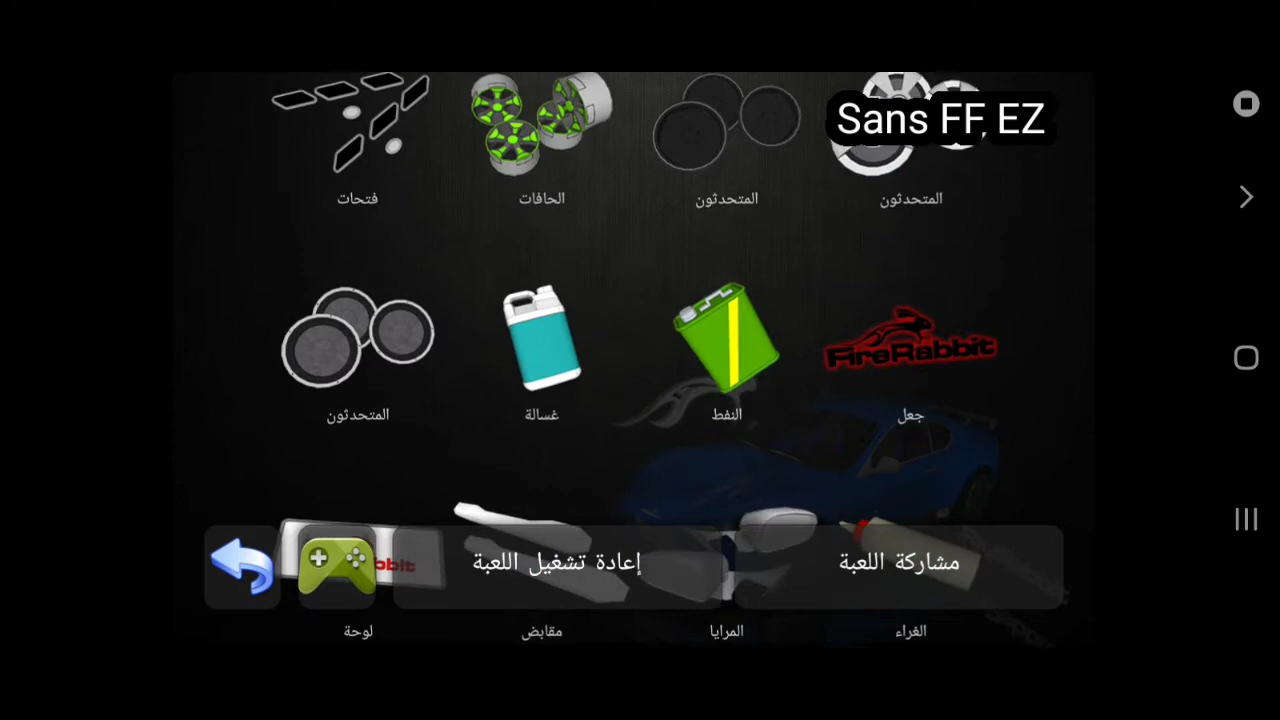 Sans FF EZ
المتحدثون
المتحدثون
الحافات
فتحات
FireRabbit
جعل
النفط
غسالة
المتحدثون
مشاركة اللعبة
إعادة تشغيل اللعبة
bbit
الغراء
المرايا
مقابض
لوحة